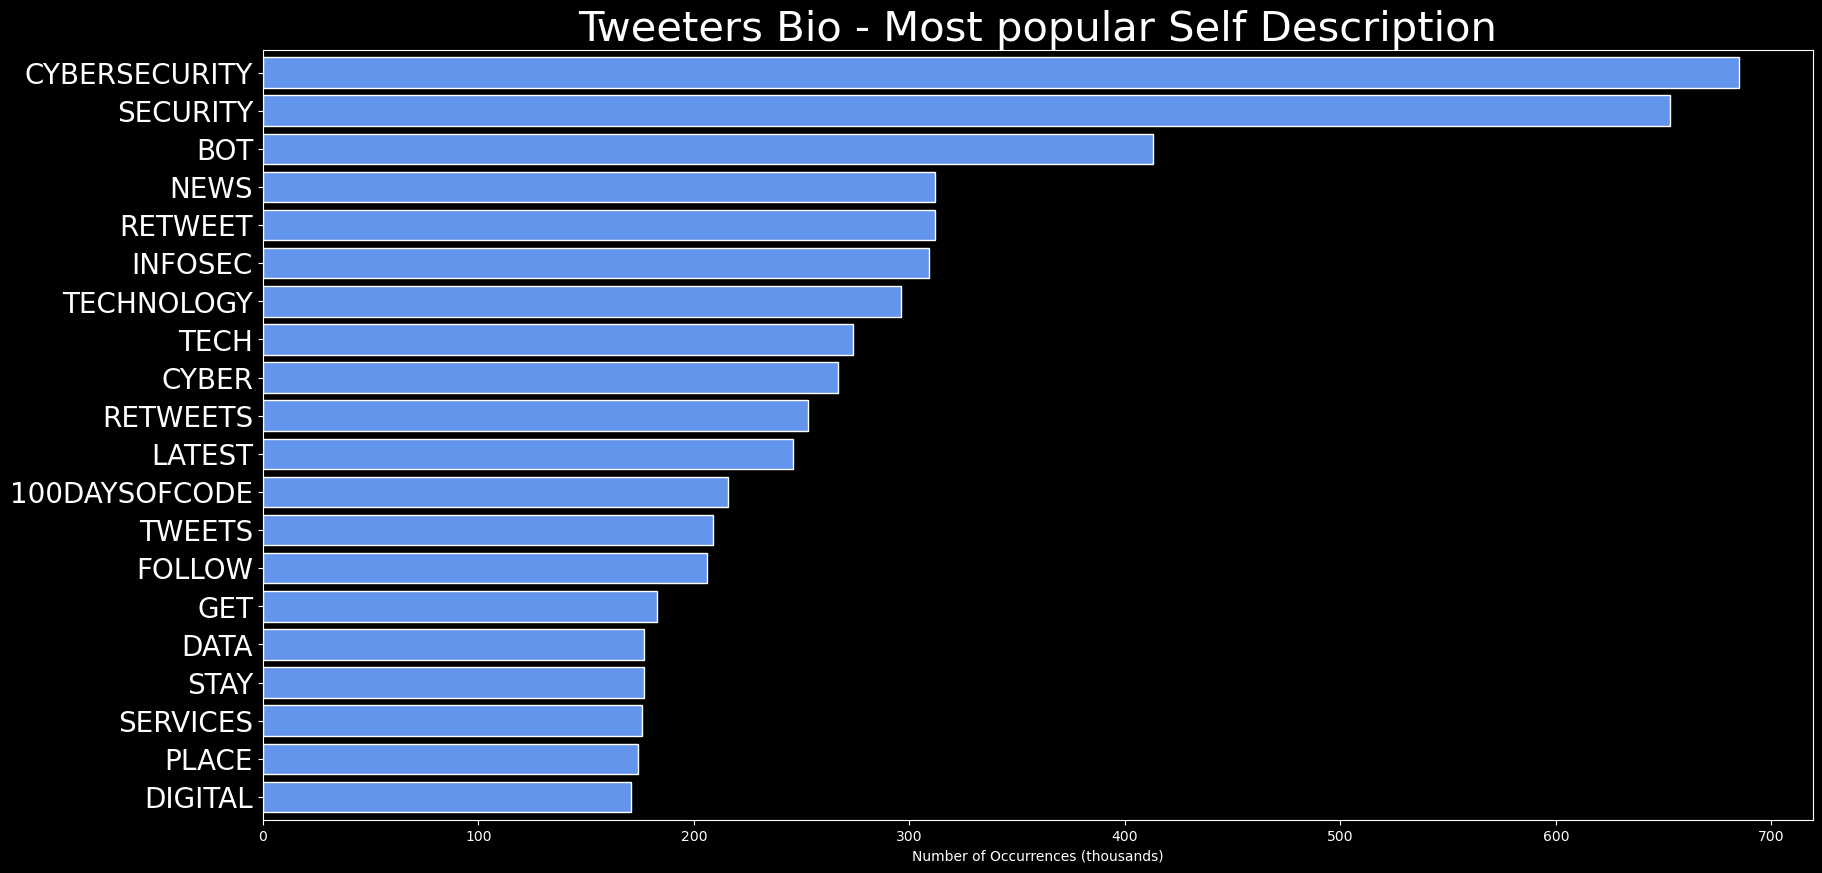 Tweeters Bio - Most popular Self Description
CYBERSECURITY
SECURITY
BOT
NEWS
RETWEET
INFOSEC
TECHNOLOGY
TECH
CYBER
RETWEETS
LATEST
100DAYSOFCODE
TWEETS
FOLLOW
GET
DATA
STAY
SERVICES
PLACE
DIGITAL
0 100 200 300 400 500 600 700
Number of Occurrences (thousands)